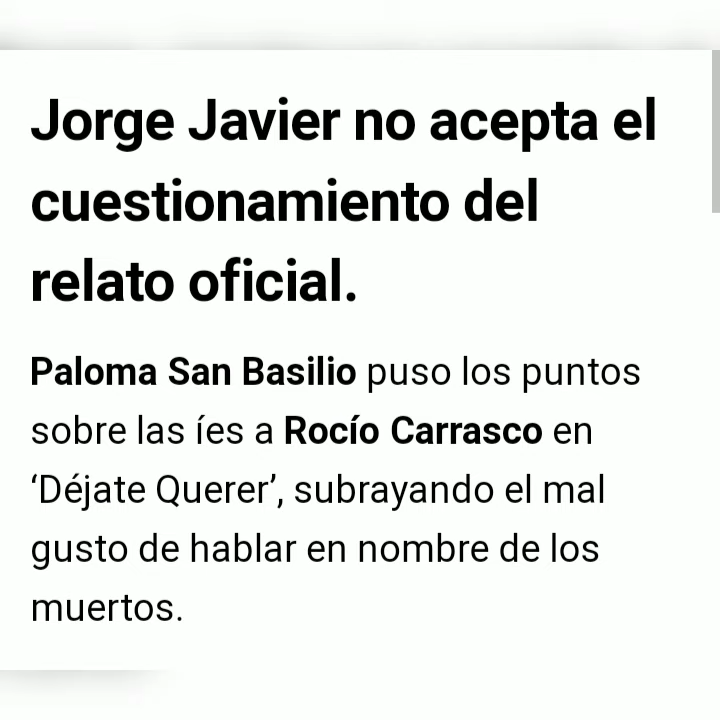 Jorge Javier no acepta el
cuestionamiento del
relato oficial.
Paloma San Basilio puso los puntos
sobre las íes a Rocío Carrasco en
‘Déjate Querer’, subrayando el mal
gusto de hablar en nombre de los
muertos.